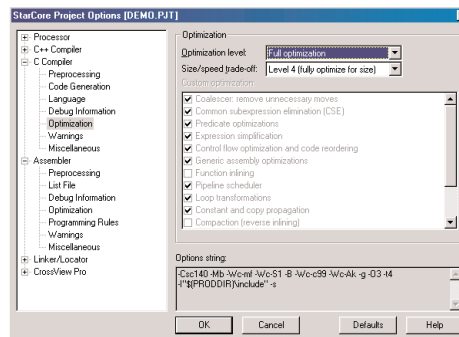 StarCore Project Options [DEMO.PJT]
Processor
C++ Compiler
C Compiler
Preprocessing
Code Generation
Language
Debug Information
Optimization
Warnings
Miscellaneous
Assembler
Preprocessing
List File
Debug Information
Optimization
Programming Rules
Warnings
Miscellaneous
Linker/Locator
CrossView Pro
Optimization
Optimization level: Full optimization
Size/speed trade-off: Level 4 (fully optimize for size)
Custom optimization
Coalescer: remove unnecessary moves
Common subexpression elimination (CSE)
Predicate optimizations
Expression simplification
Control flow optimization and code reordering
Generic assembly optimizations
Function inlining
Pipeline scheduler
Loop transformations
Constant and copy propagation
Compaction (reverse inlining)
Options string:
-Csc140 -Mb -Wc-mf -Wc-S1 -B -Wc-c99 -Wc-Ak -g -O3 -t4
-I"$(PRODDIR)\include" -s
OK
Cancel
Defaults
Help